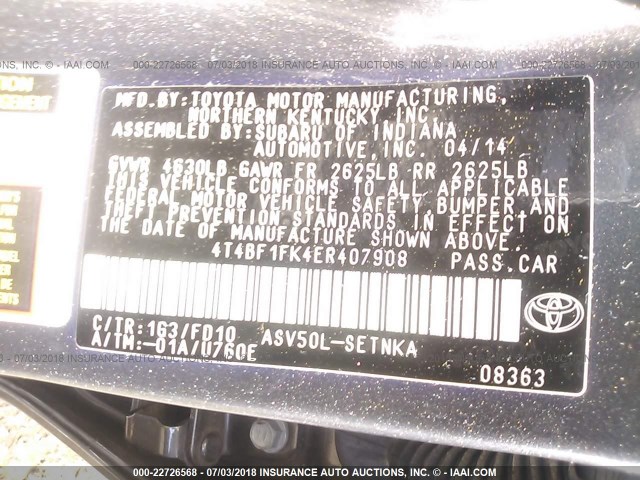 000-22726568 - 07/03/2018 INSURANCE AUTO AUCTIONS, INC. - © IAAI.COM
MFD.BY:TOYOTA MOTOR MANUFACTURING,
NORTHERN KENTUCKY,INC.
ASSEMBLED BY:SUBARU OF INDIANA
AUTOMOTIVE,INC. 04/14
GVWR 4630LB GAWR FR 2625LB RR 2625LB
THIS VEHICLE CONFORMS TO ALL APPLICABLE
FEDERAL MOTOR VEHICLE SAFETY BUMPER AND
THEFT PREVENTION STANDARDS IN EFFECT ON
THE DATE OF MANUFACTURE SHOWN ABOVE.
4T4BF1FK4ER407908 PASS.CAR
C/TR:1G3/FD10 ASV50L-SETNKA
A/TM:-01A/U760E
TOYOTA
08363
000-22726568 - 07/03/2018 INSURANCE AUTO AUCTIONS, INC. - © IAAI.COM